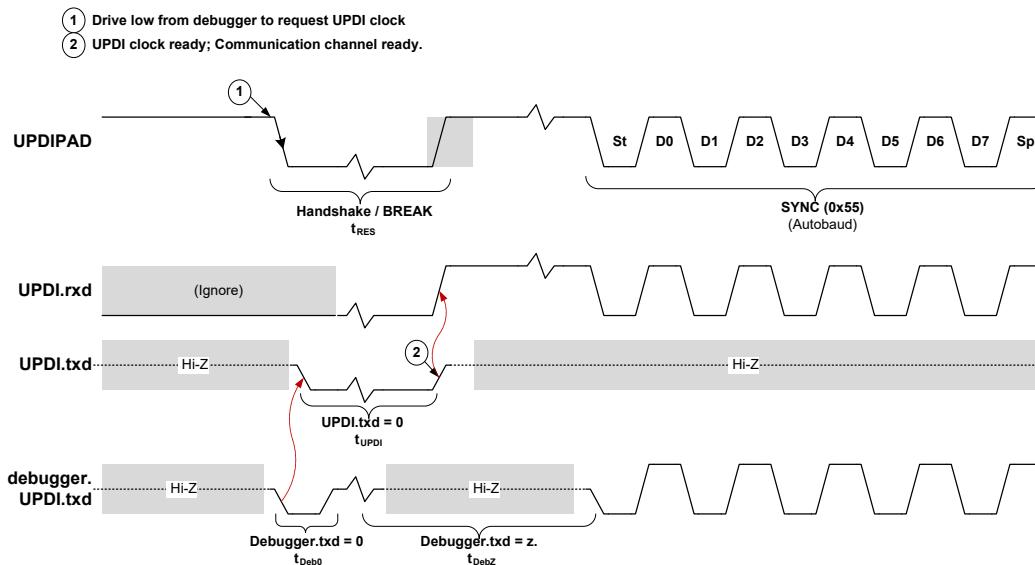 1 Drive low from debugger to request UPDI clock
2 UPDI clock ready; Communication channel ready.
1
UPDIPAD
St D0 D1 D2 D3 D4 D5 D6 D7 Sp
Handshake / BREAK
tRES
SYNC (0x55)
(Autobaud)
UPDI.rxd
(Ignore)
UPDI.txd
Hi-Z
2
Hi-Z
UPDI.txd = 0
tUPDI
debugger.
UPDI.txd
Hi-Z
Hi-Z
Debugger.txd = 0
tDeb0
Debugger.txd = z.
tDebZ